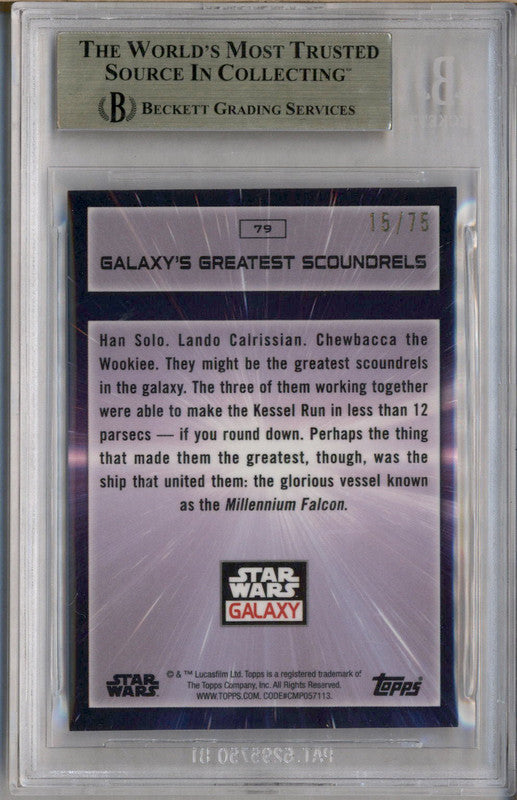 THE WORLD'S MOST TRUSTED
SOURCE IN COLLECTING™
B BECKETT GRADING SERVICES
79
15/75
GALAXY'S GREATEST SCOUNDRELS
Han Solo. Lando Calrissian. Chewbacca the
Wookiee. They might be the greatest scoundrels
in the galaxy. The three of them working together
were able to make the Kessel Run in less than 12
parsecs — if you round down. Perhaps the thing
that made them the greatest, though, was the
ship that united them: the glorious vessel known
as the Millennium Falcon.
STAR
WARS
GALAXY
STAR
WARS
© & ™ Lucasfilm Ltd. Topps is a registered trademark of
The Topps Company, Inc. All Rights Reserved.
WWW.TOPPS.COM. CODE#CMP057113.
Topps